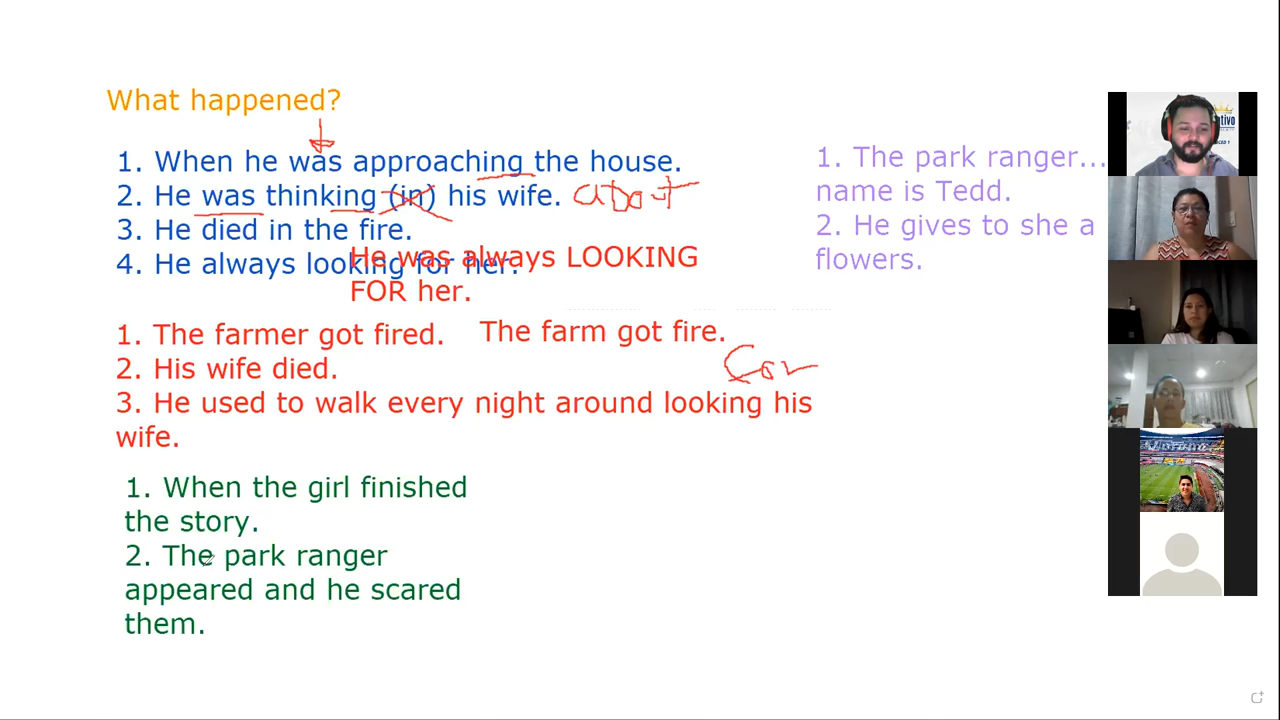 What happened?
1. When he was approaching the house.
2. He was thinking (in) his wife. about
3. He died in the fire.
4. He always looking for her.
He was always LOOKING
FOR her.
1. The farmer got fired.
The farm got fire.
2. His wife died.
for
3. He used to walk every night around looking his
wife.
1. When the girl finished
the story.
2. The park ranger
appeared and he scared
them.
1. The park ranger...
name is Tedd.
2. He gives to she a
flowers.